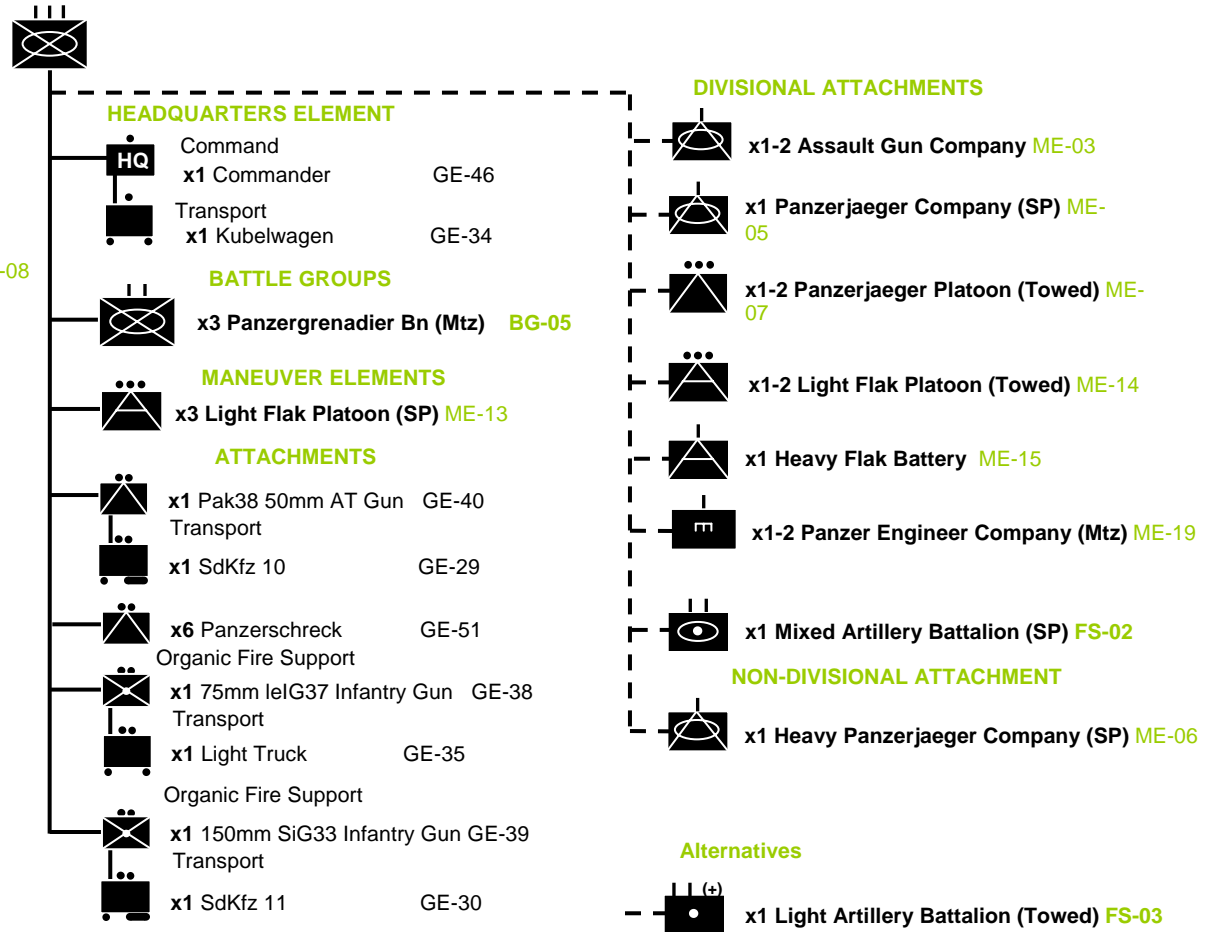 HEADQUARTERS ELEMENT
HQ
Command
x1 Commander GE-46
Transport
x1 Kubelwagen GE-34
-08
BATTLE GROUPS
x3 Panzergrenadier Bn (Mtz) BG-05
MANEUVER ELEMENTS
x3 Light Flak Platoon (SP) ME-13
ATTACHMENTS
x1 Pak38 50mm AT Gun GE-40
Transport
x1 SdKfz 10 GE-29
x6 Panzerschreck GE-51
Organic Fire Support
x1 75mm leIG37 Infantry Gun GE-38
Transport
x1 Light Truck GE-35
Organic Fire Support
x1 150mm SiG33 Infantry Gun GE-39
Transport
x1 SdKfz 11 GE-30
DIVISIONAL ATTACHMENTS
x1-2 Assault Gun Company ME-03
x1 Panzerjaeger Company (SP) ME-
05
x1-2 Panzerjaeger Platoon (Towed) ME-
07
x1-2 Light Flak Platoon (Towed) ME-14
x1 Heavy Flak Battery ME-15
E
x1-2 Panzer Engineer Company (Mtz) ME-19
x1 Mixed Artillery Battalion (SP) FS-02
NON-DIVISIONAL ATTACHMENT
x1 Heavy Panzerjaeger Company (SP) ME-06
Alternatives
(+)
x1 Light Artillery Battalion (Towed) FS-03